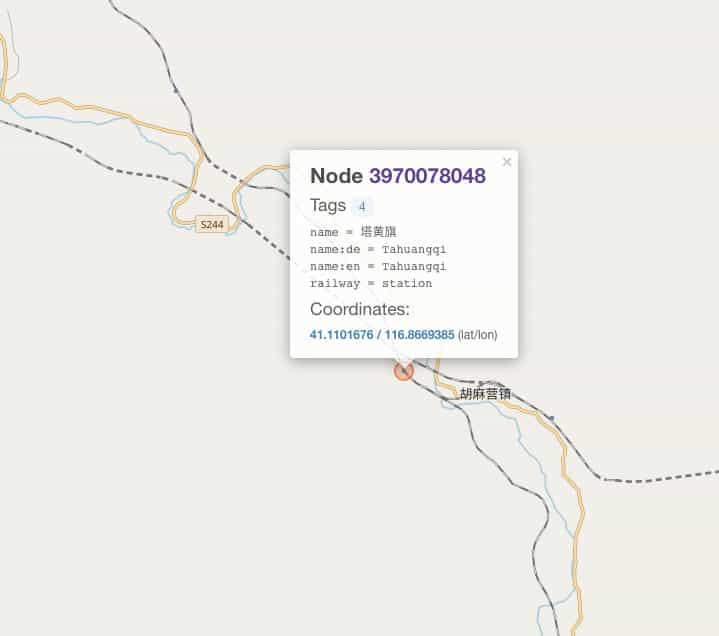 ×
Node 3970078048
Tags 4
name = 塔黄旗
name:de = Tahuangqi
name:en = Tahuangqi
railway = station
Coordinates:
41.1101676 / 116.8669385 (lat/lon)
S244
胡麻营镇